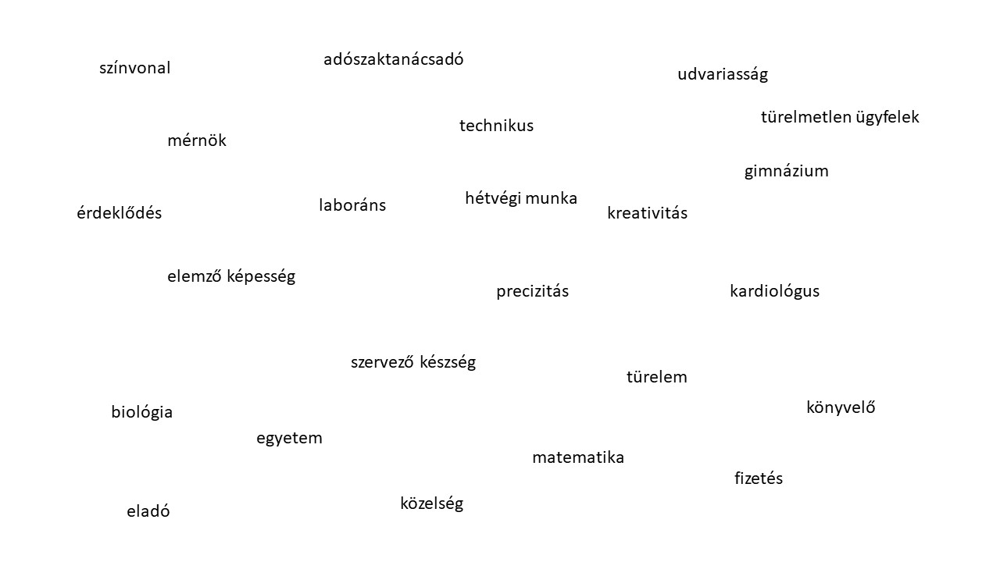 színvonal
adószaktanácsadó
udvariasság
türelmetlen ügyfelek
technikus
mérnök
gimnázium
hétvégi munka
laboráns
érdeklődés
kreativitás
elemző képesség
precizitás
kardiológus
szervező készség
türelem
könyvelő
biológia
egyetem
matematika
fizetés
közelség
eladó